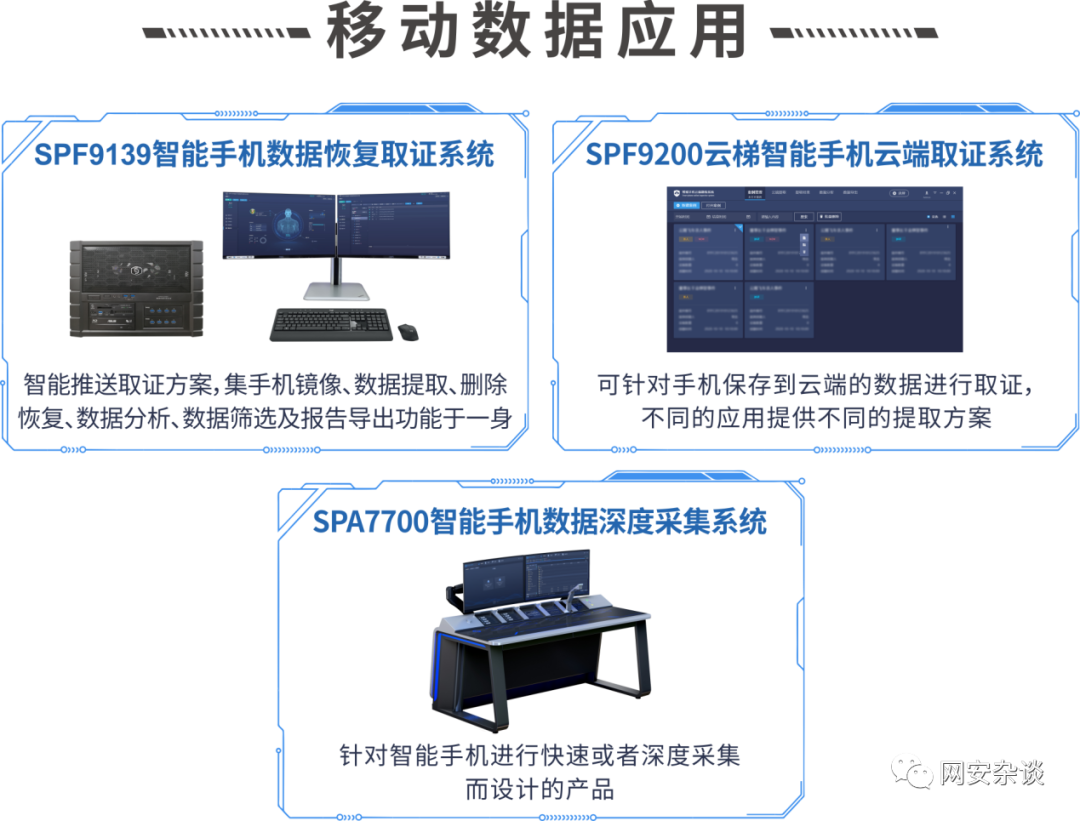 移动数据应用
SPF9139智能手机数据恢复取证系统
智能推送取证方案,集手机镜像、数据提取、删除
恢复、数据分析、数据筛选及报告导出功能于一身
SPF9200云梯智能手机云端取证系统
可针对手机保存到云端的数据进行取证,
不同的应用提供不同的提取方案
SPA7700智能手机数据深度采集系统
针对智能手机进行快速或者深度采集
而设计的产品
网安杂谈